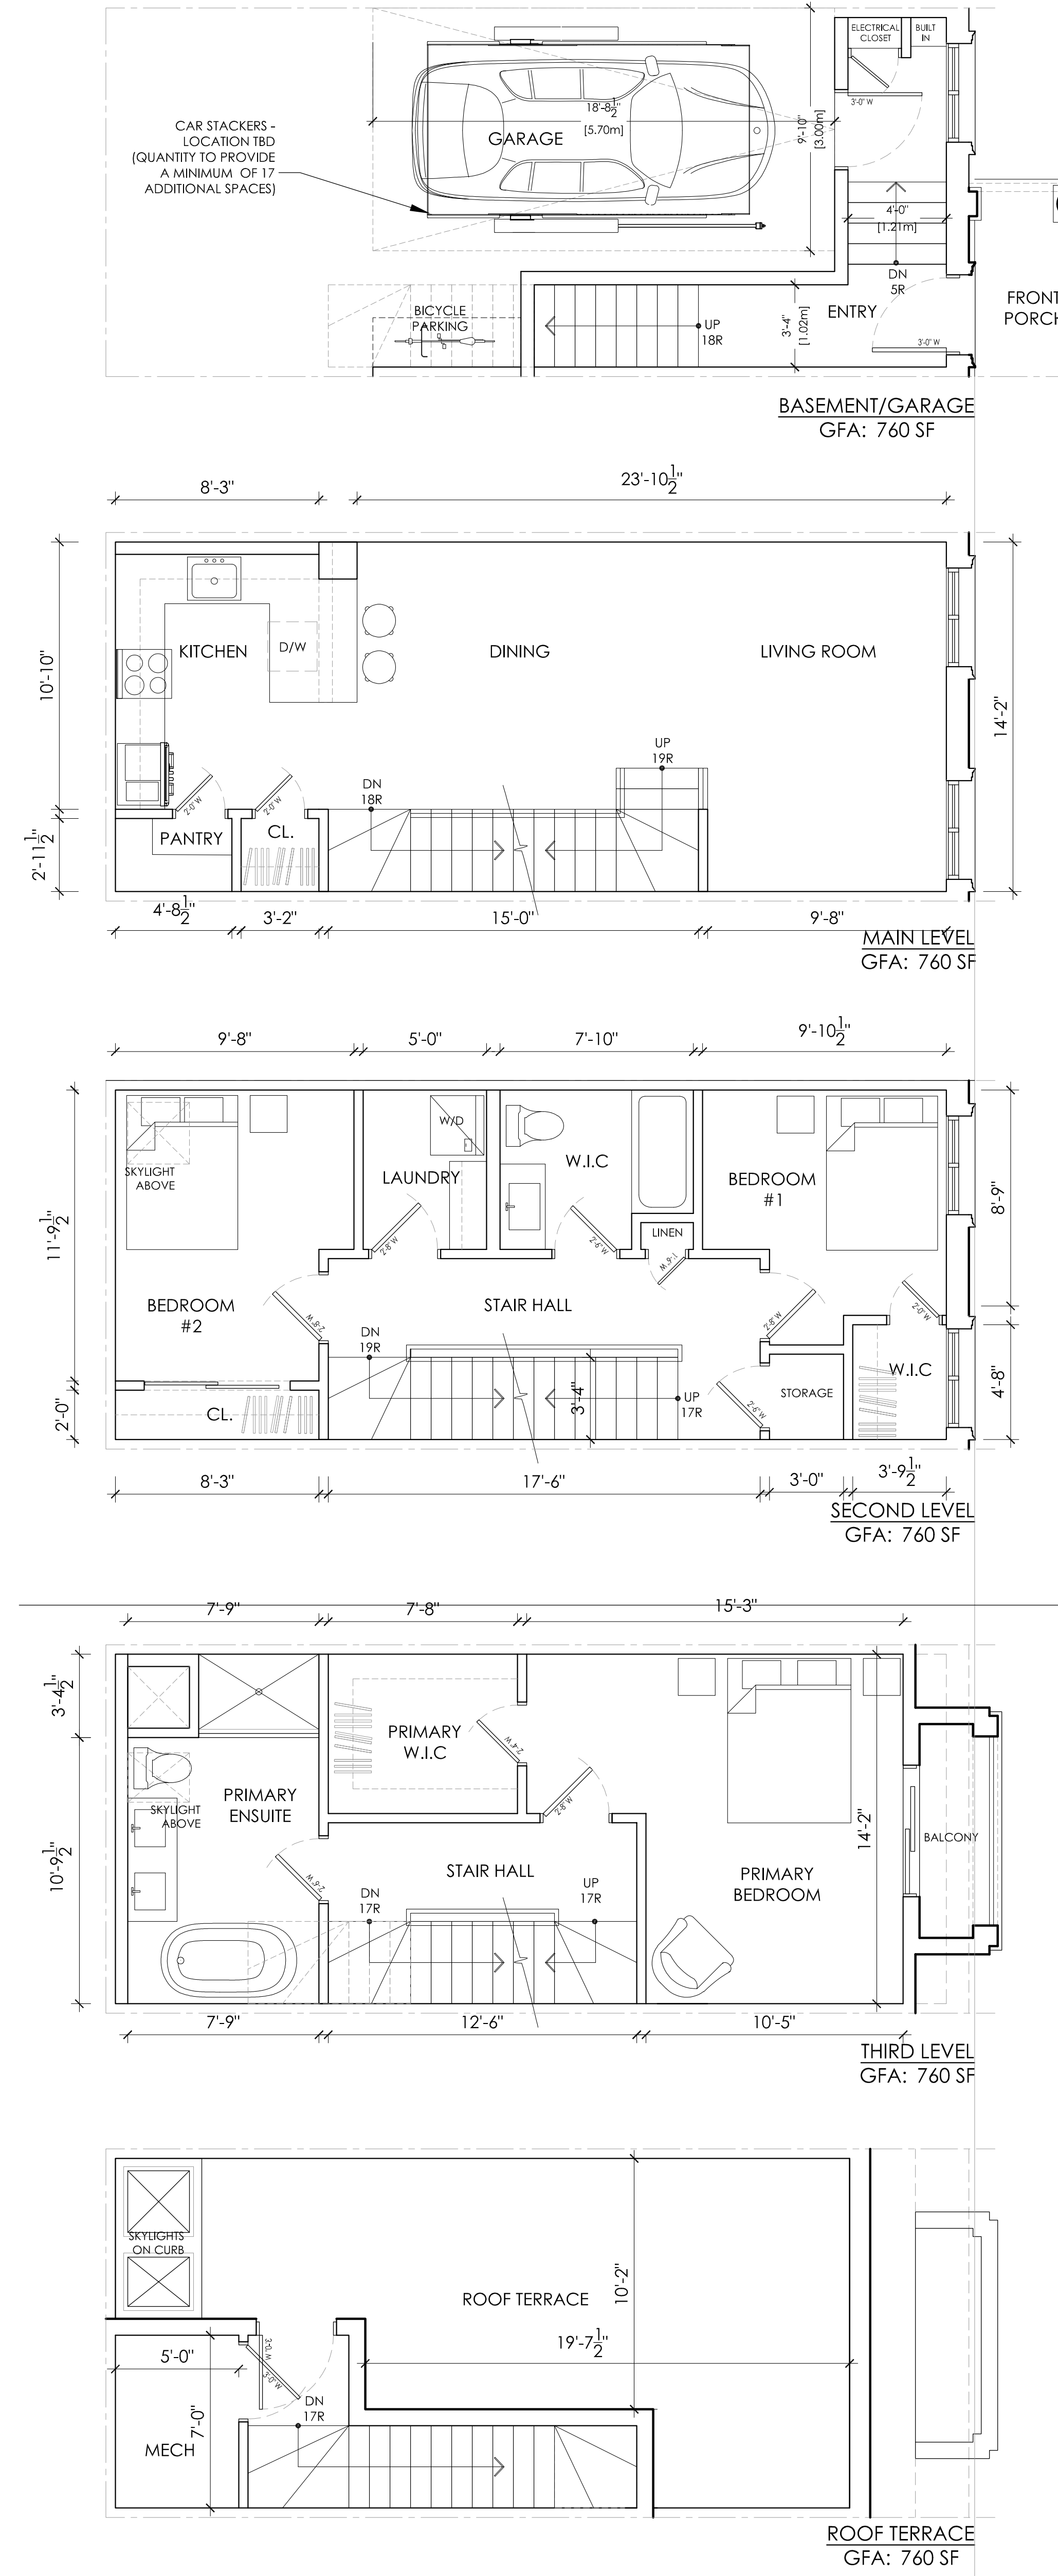 ELECTRICAL
CLOSET
BUILT
IN
3'-0" W
18'-8½"
[5.70m]
GARAGE
9'-10"
[3.00m]
CAR STACKERS -
LOCATION TBD
(QUANTITY TO PROVIDE
A MINIMUM OF 17
ADDITIONAL SPACES)
4'-0"
[1.21m]
DN
5R
ENTRY
FRONT
PORCH
BICYCLE
PARKING
UP
18R
3'-4"
[1.02m]
3'-0" W
BASEMENT/GARAGE
GFA: 760 SF
8'-3"
23'-10½"
10'-10"
KITCHEN
D/W
DINING
LIVING ROOM
14'-2"
UP
19R
DN
18R
2'-0" W
2'-0" W
PANTRY
CL.
2'-11½"
4'-8½"
3'-2"
15'-0"
9'-8"
MAIN LEVEL
GFA: 760 SF
9'-8"
5'-0"
7'-10"
9'-10½"
W/D
SKYLIGHT
ABOVE
LAUNDRY
W.I.C
BEDROOM
#1
8'-9"
11'-9½"
LINEN
2'-8" W
2'-6" W
1'-6" W
BEDROOM
#2
2'-8" W
STAIR HALL
2'-8" W
2'-0" W
DN
19R
3'-4"
UP
17R
2'-6" W
STORAGE
W.I.C
4'-8"
2'-0"
CL.
8'-3"
17'-6"
3'-0"
3'-9½"
SECOND LEVEL
GFA: 760 SF
7'-9"
7'-8"
15'-3"
3'-4½"
PRIMARY
W.I.C
2'-4" W
PRIMARY
ENSUITE
SKYLIGHT
ABOVE
2'-8" W
14'-2"
BALCONY
10'-9½"
2'-6" W
STAIR HALL
PRIMARY
BEDROOM
DN
17R
UP
17R
7'-9"
12'-6"
10'-5"
THIRD LEVEL
GFA: 760 SF
SKYLIGHTS
ON CURB
ROOF TERRACE
10'-2"
19'-7½"
5'-0"
3'-0" W
3'-0" W
DN
17R
7'-0"
MECH
ROOF TERRACE
GFA: 760 SF